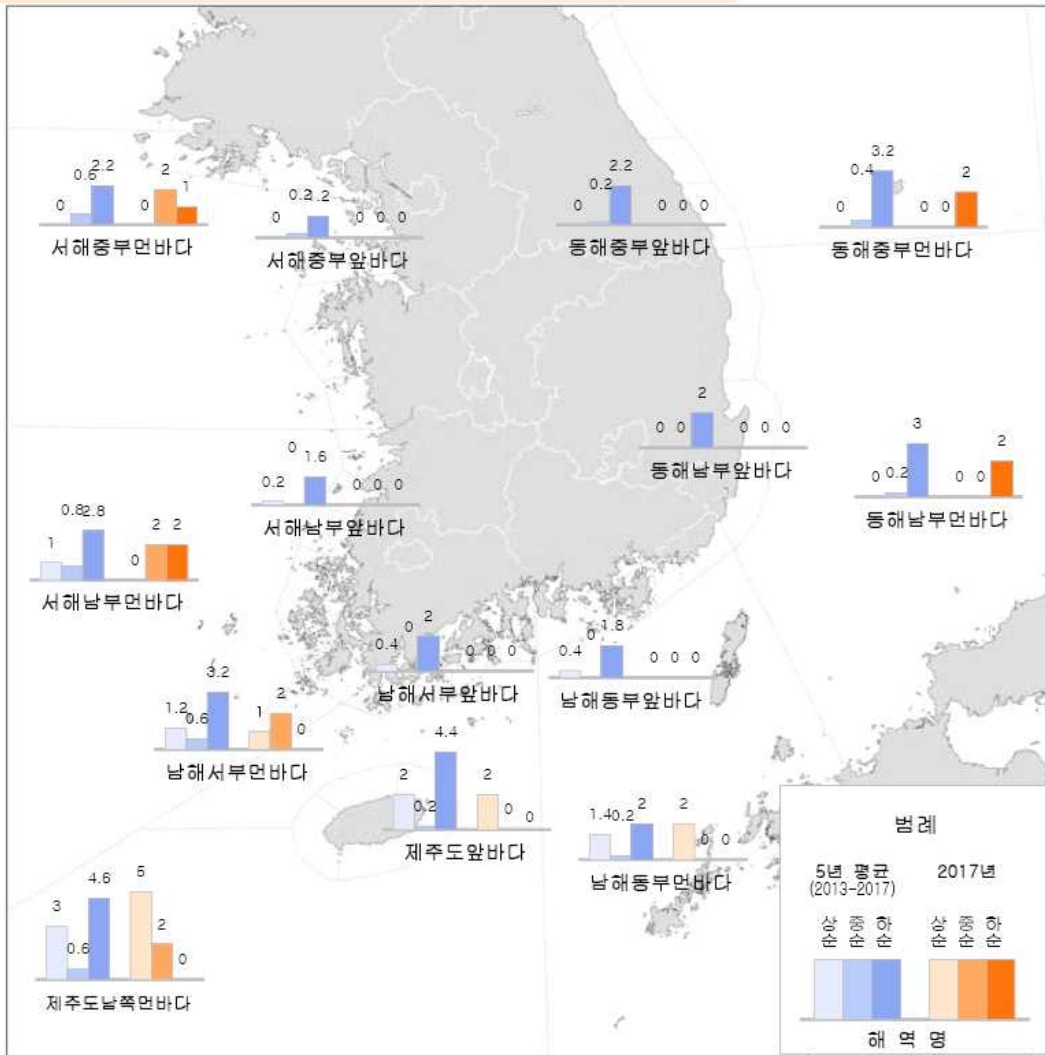 0 0.6 2.2 0 2 1
서해중부먼바다
0 0.2 1.2 0 0 0
서해중부앞바다
0 0.2 2.2 0 0 0
동해중부앞바다
0 0.4 3.2 0 0 2
동해중부먼바다
0 0 2 0 0 0
동해남부앞바다
0 0.2 3 0 0 2
동해남부먼바다
0.2 0 1.6 0 0 0
서해남부앞바다
1 0.8 2.8 0 2 2
서해남부먼바다
0.4 0 2 0 0 0
남해서부앞바다
0.4 0 1.8 0 0 0
남해동부앞바다
1.2 0.6 3.2 1 2 0
남해서부먼바다
2 0.2 4.4 2 0 0
제주도앞바다
1.4 0.2 2 2 0 0
남해동부먼바다
3 0.6 4.6 5 2 0
제주도남쪽먼바다
범례
5년 평균 2017년
(2013-2017)
상순 중순 하순 상순 중순 하순
해 역 명